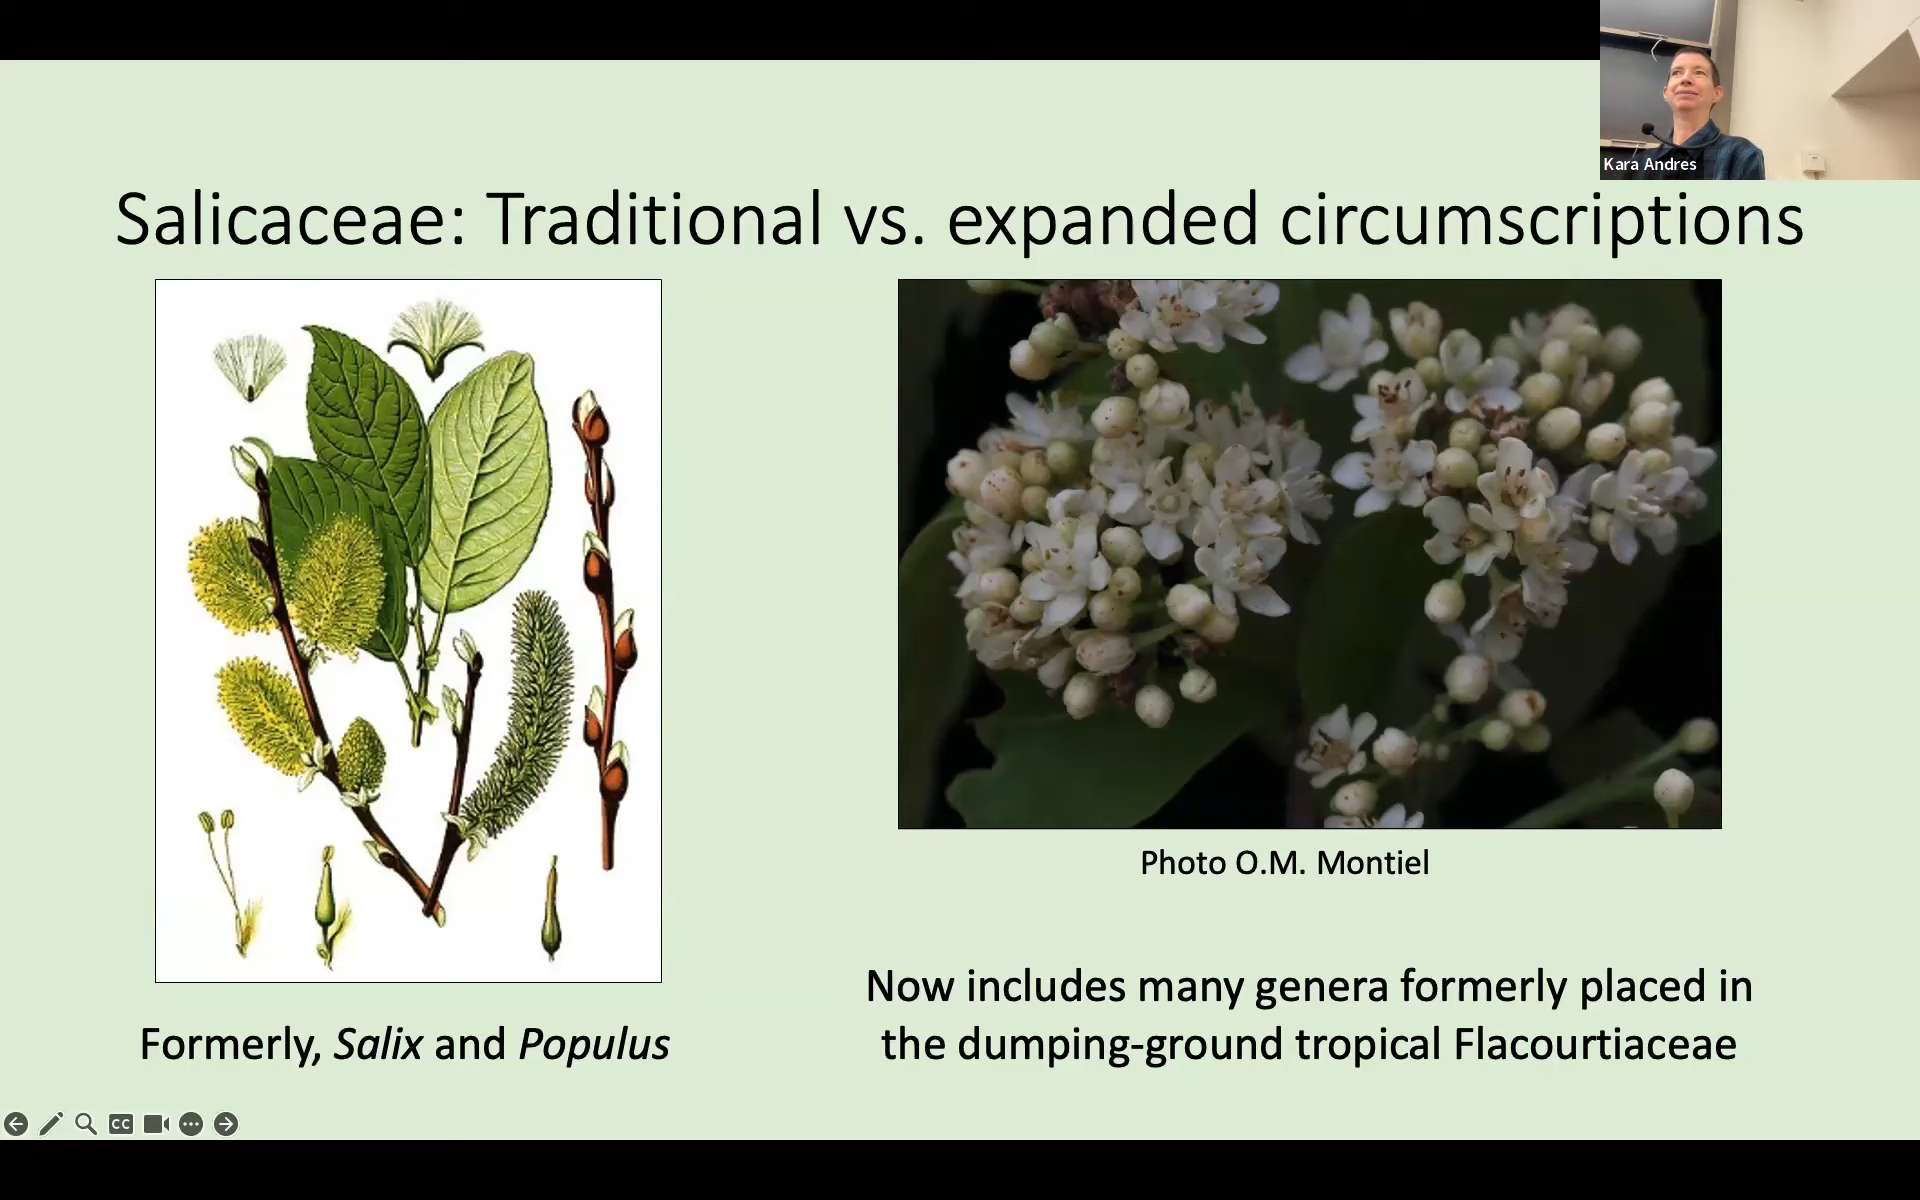 Kara Andres
Salicaceae: Traditional vs. expanded circumscriptions
Photo O.M. Montiel
Formerly, Salix and Populus
Now includes many genera formerly placed in
the dumping-ground tropical Flacourtiaceae
CC